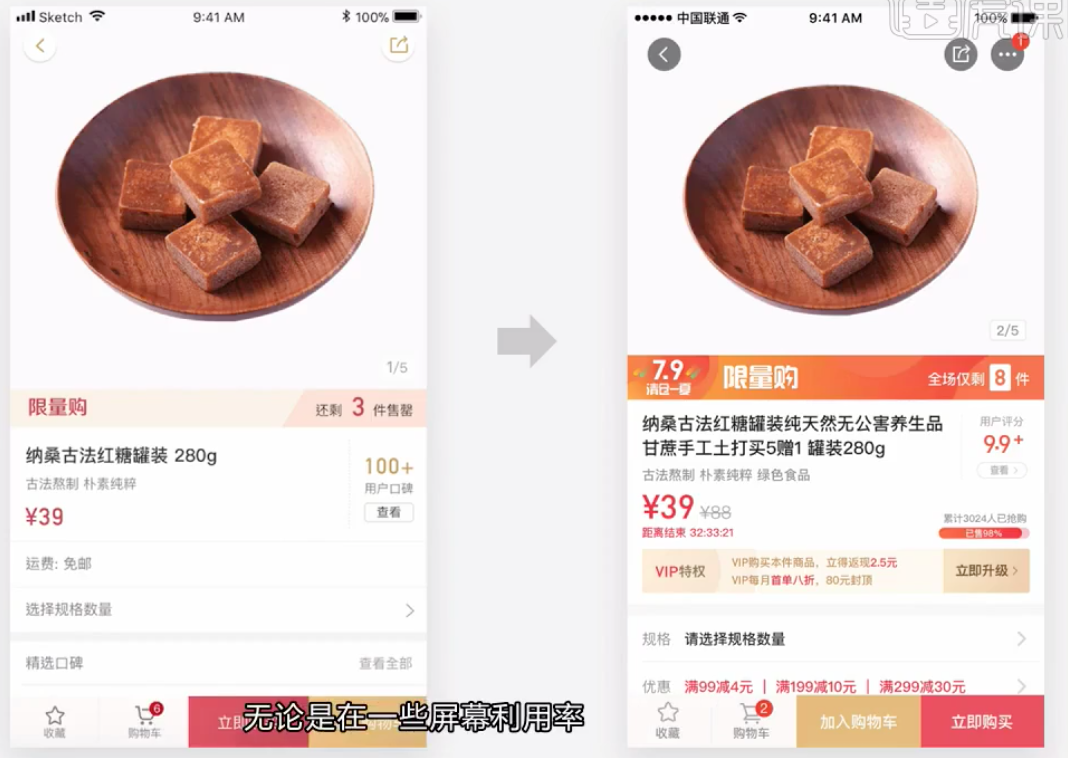 Sketch 9:41 AM 100%
1/5
限量购 还剩 3 件售罄
纳桑古法红糖罐装 280g
古法熬制 朴素纯粹
¥39
100+
用户口碑
查看
运费: 免邮
选择规格数量
精选口碑 查看全部
收藏
6
购物车
立即
中国联通 9:41 AM 100%
1
2/5
7.9
清仓一夏
限量购
全场仅剩 8 件
纳桑古法红糖罐装纯天然无公害养生品
甘蔗手工土打买5赠1 罐装280g
古法熬制 朴素纯粹 绿色食品
用户评分
9.9+
查看
¥39 ¥88
距离结束 32:33:21
累计3024人已抢购
已售98%
VIP特权
VIP购买本件商品，立得返现2.5元
VIP每月首单八折，80元封顶
立即升级
规格 请选择规格数量
优惠 满99减4元 | 满199减10元 | 满299减30元
收藏
2
购物车
加入购物车
立即购买
无论是在一些屏幕利用率